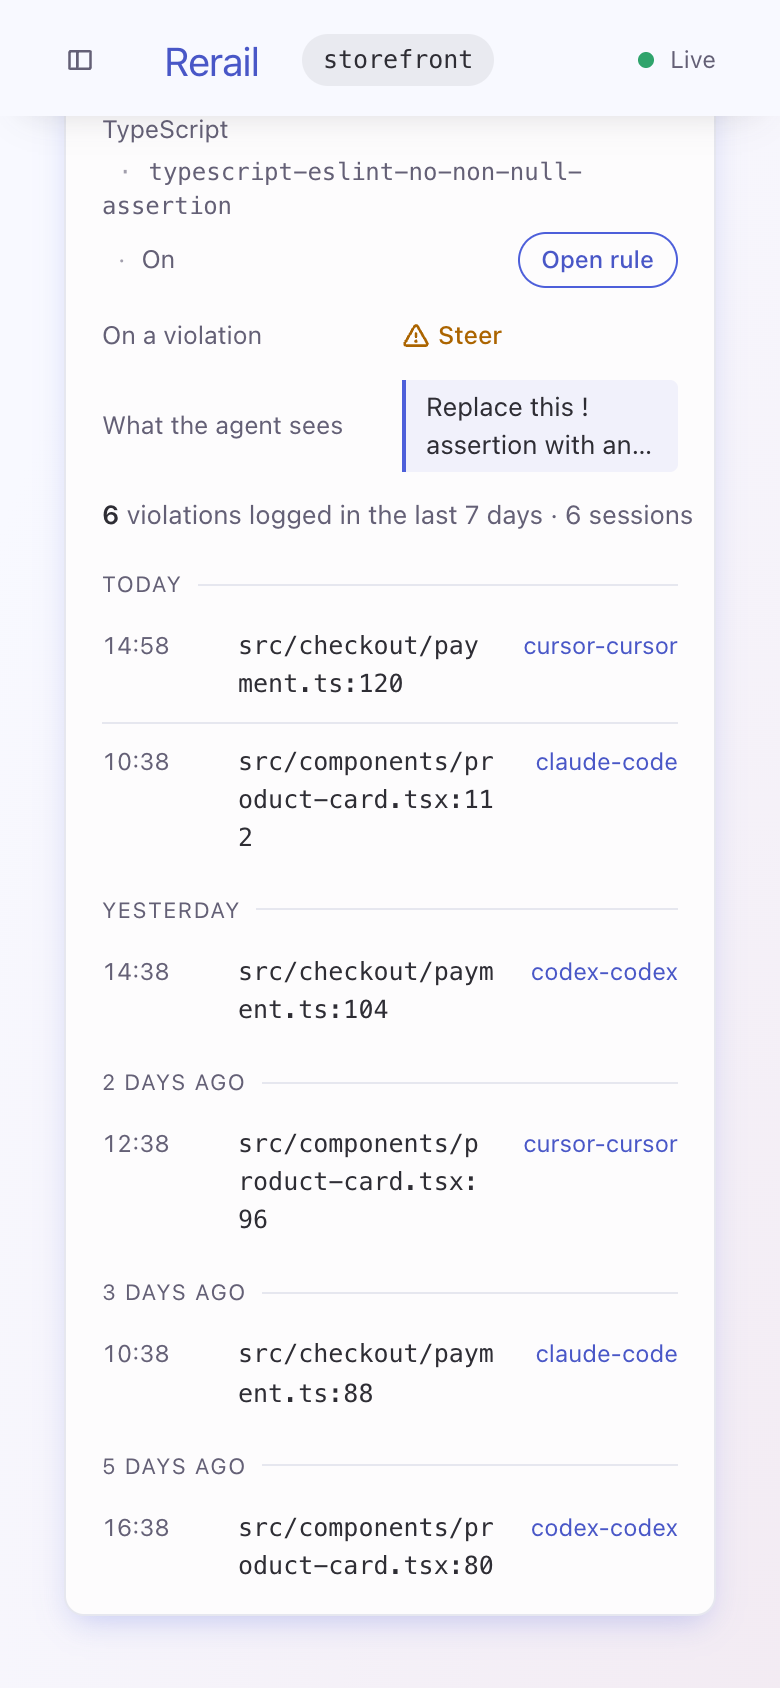 Rerail
storefront
Live
TypeScript
· typescript-eslint-no-non-null-
assertion
· On
Open rule
On a violation
Steer
What the agent sees
Replace this !
assertion with an...
6 violations logged in the last 7 days · 6 sessions
TODAY
14:58 src/checkout/pay cursor-cursor
ment.ts:120
10:38 src/components/pr claude-code
oduct-card.tsx:11
2
YESTERDAY
14:38 src/checkout/paym codex-codex
ent.ts:104
2 DAYS AGO
12:38 src/components/p cursor-cursor
roduct-card.tsx:
96
3 DAYS AGO
10:38 src/checkout/paym claude-code
ent.ts:88
5 DAYS AGO
16:38 src/components/pr codex-codex
oduct-card.tsx:80